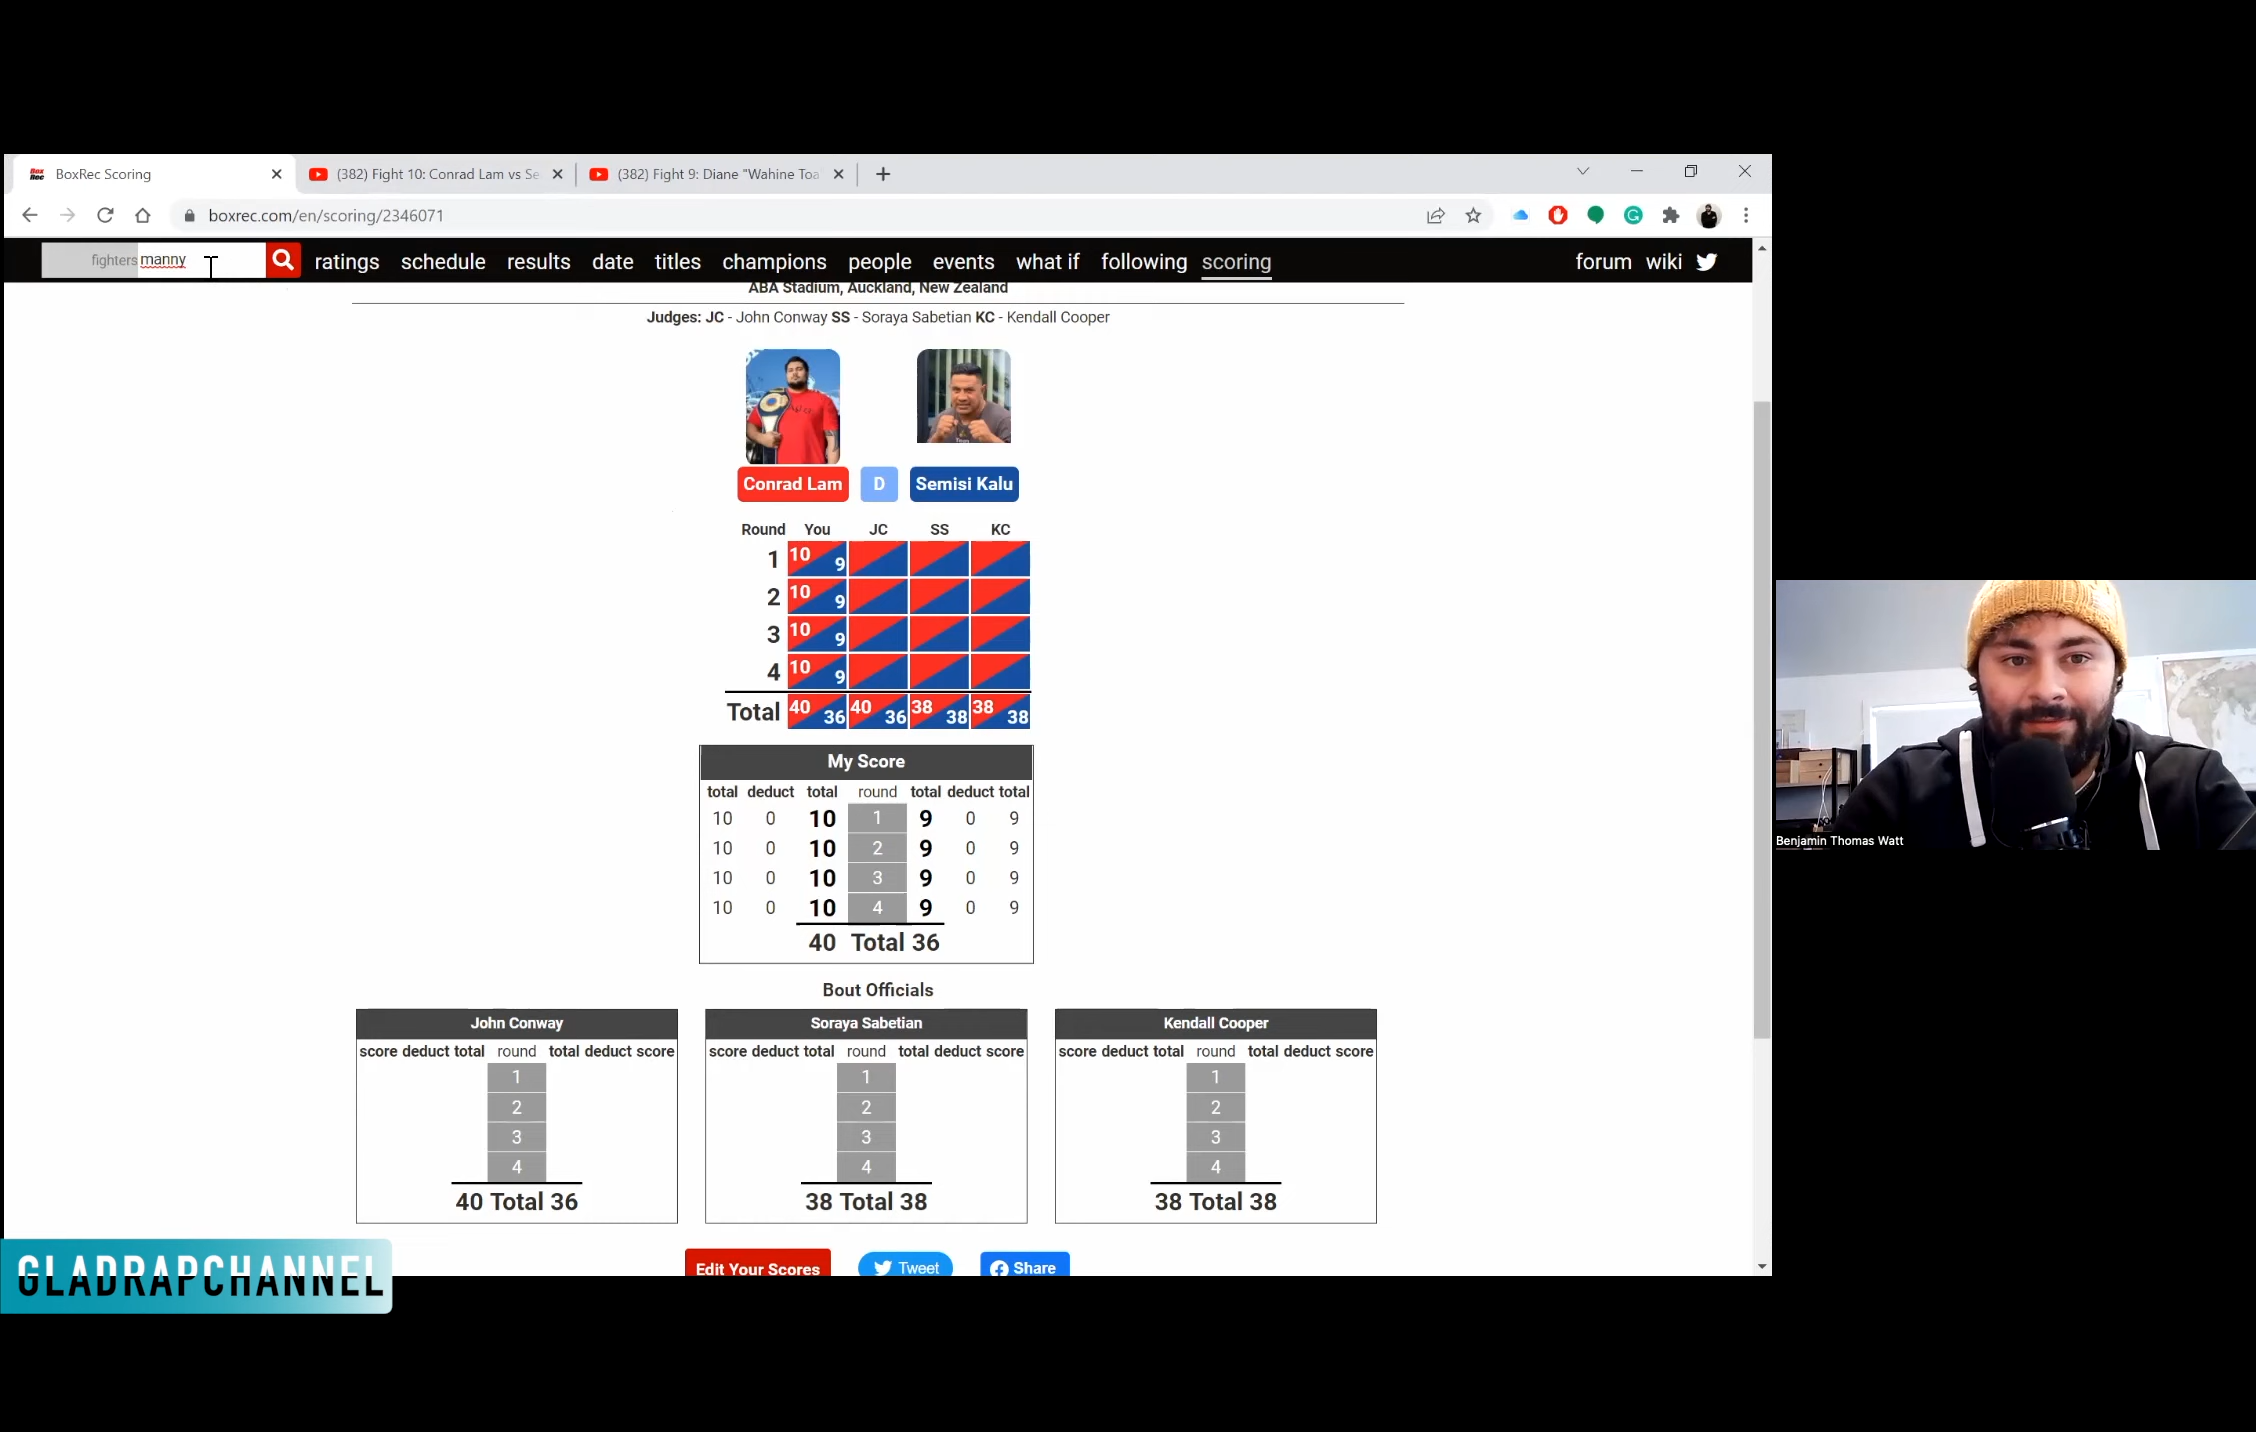 BoxRec Scoring
(382) Fight 10: Conrad Lam vs Se
(382) Fight 9: Diane "Wahine Toa
boxrec.com/en/scoring/2346071
fighters manny ratings schedule results date titles champions people events what if following scoring forum wiki
ABA Stadium, Auckland, New Zealand
Judges: JC - John Conway SS - Soraya Sabetian KC - Kendall Cooper
Conrad Lam D Semisi Kalu
Round You JC SS KC
1 10 9
2 10 9
3 10 9
4 10 9
Total 40 36 40 36 38 38 38 38
My Score
total deduct total round total deduct total
10 0 10 1 9 0 9
10 0 10 2 9 0 9
10 0 10 3 9 0 9
10 0 10 4 9 0 9
40 Total 36
Bout Officials
John Conway
score deduct total round total deduct score
1
2
3
4
40 Total 36
Soraya Sabetian
score deduct total round total deduct score
1
2
3
4
38 Total 38
Kendall Cooper
score deduct total round total deduct score
1
2
3
4
38 Total 38
Edit Your Scores Tweet Share
Benjamin Thomas Watt
GLADRAPCHANNEL